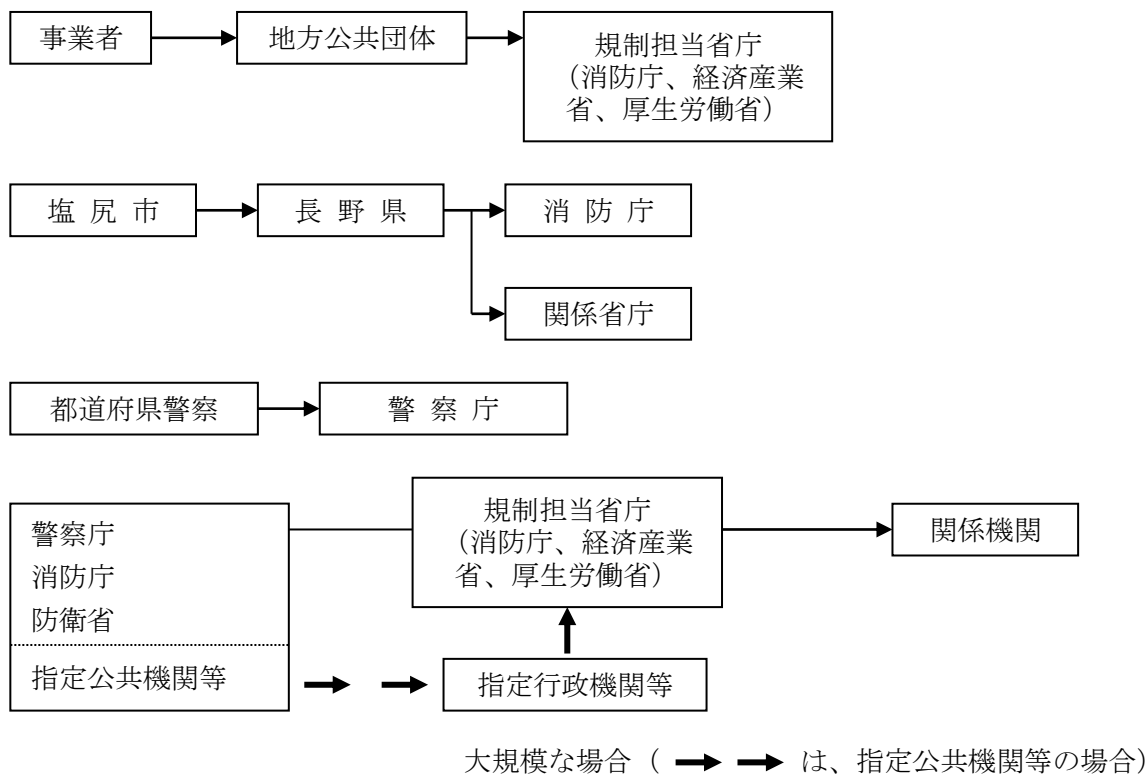 事業者
地方公共団体
規制担当省庁
（消防庁、経済産業
省、厚生労働省）
塩尻市
長野県
消防庁
関係省庁
都道府県警察
警察庁
警察庁
消防庁
防衛省
指定公共機関等
規制担当省庁
（消防庁、経済産業
省、厚生労働省）
関係機関
指定行政機関等
大規模な場合（ は、指定公共機関等の場合）